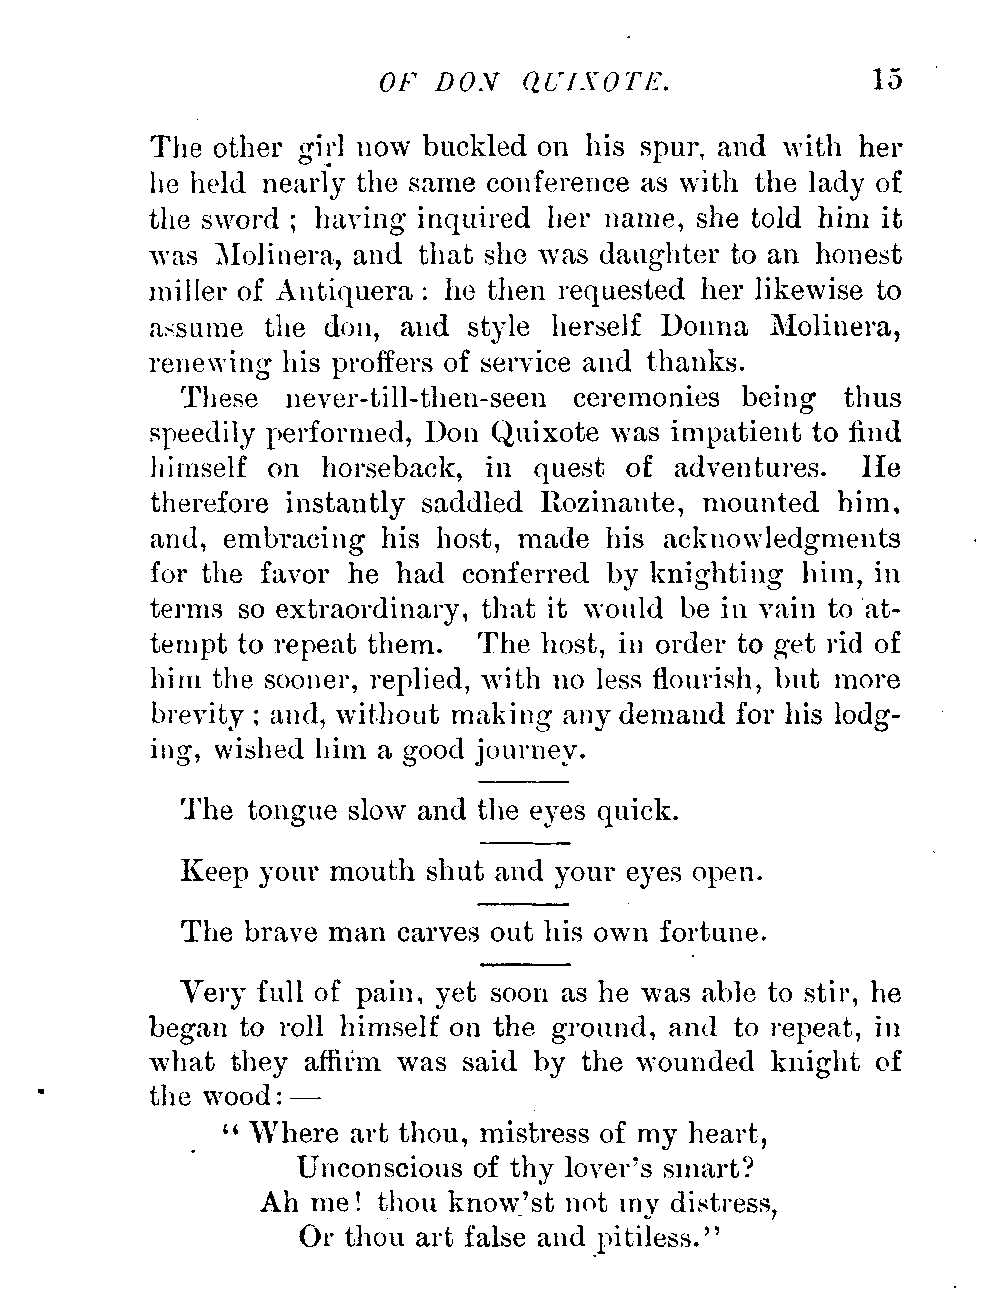 OF DON QUIXOTE. 15
The other girl now buckled on his spur, and with her
he held nearly the same conference as with the lady of
the sword ; having inquired her name, she told him it
was Molinera, and that she was daughter to an honest
miller of Antiquera : he then requested her likewise to
assume the don, and style herself Donna Molinera,
renewing his proffers of service and thanks.
These never-till-then-seen ceremonies being thus
speedily performed, Don Quixote was impatient to find
himself on horseback, in quest of adventures. He
therefore instantly saddled Rozinante, mounted him,
and, embracing his host, made his acknowledgments
for the favor he had conferred by knighting him, in
terms so extraordinary, that it would be in vain to at-
tempt to repeat them. The host, in order to get rid of
him the sooner, replied, with no less flourish, but more
brevity ; and, without making any demand for his lodg-
ing, wished him a good journey.
The tongue slow and the eyes quick.
Keep your mouth shut and your eyes open.
The brave man carves out his own fortune.
Very full of pain, yet soon as he was able to stir, he
began to roll himself on the ground, and to repeat, in
what they affirm was said by the wounded knight of
the wood : —
“ Where art thou, mistress of my heart,
Unconscious of thy lover’s smart?
Ah me! thou know’st not my distress,
Or thou art false and pitiless.”